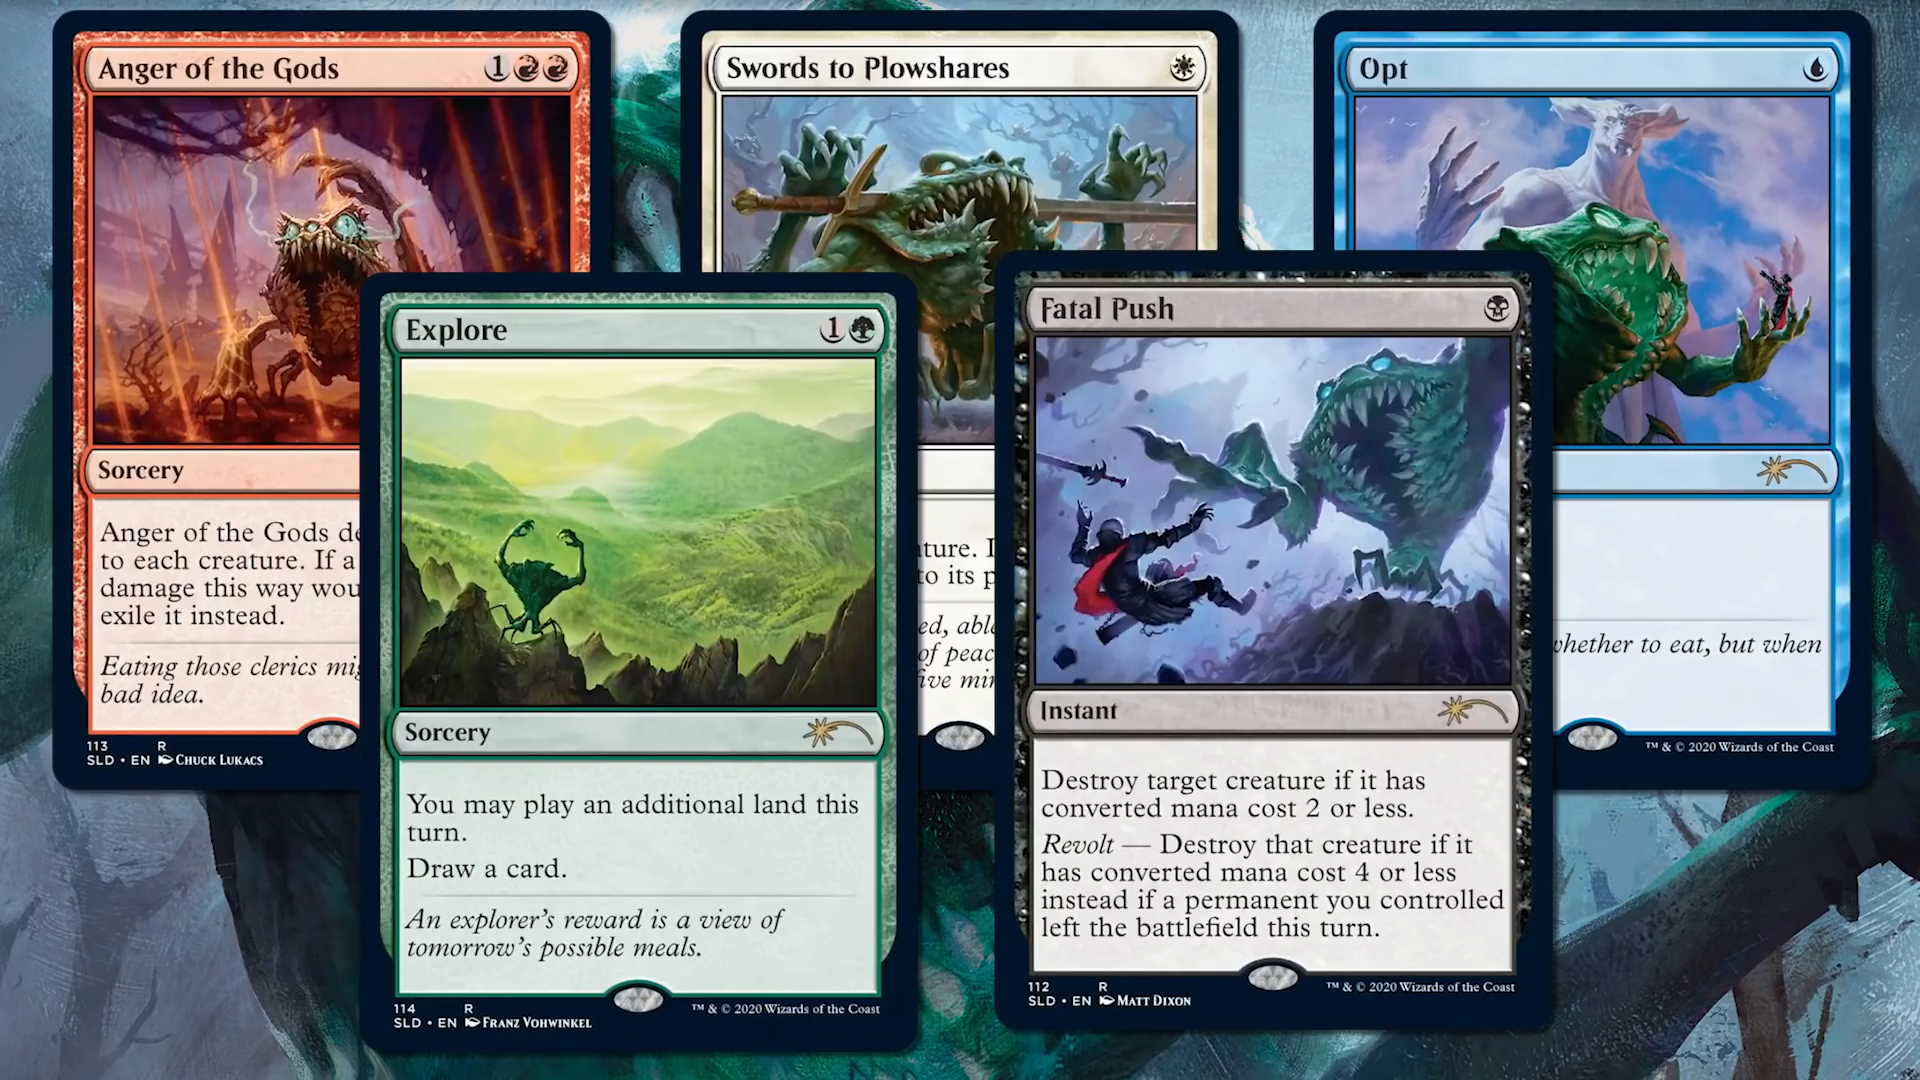 Anger of the Gods 1
Sorcery
Anger of the Gods
to each creature. If a
damage this way
exile it instead.
Eating those clerics
bad idea.
113 R
SLD • EN CHUCK LUKACS
Swords to Plowshares
to its
of peac
Opt
whether to eat, but when
™ & © 2020 Wizards of the Coast
Explore 1
Sorcery
You may play an additional land this
turn.
Draw a card.
An explorer's reward is a view of
tomorrow's possible meals.
114 R
SLD • EN FRANZ VOHWINKEL
™ & © 2020 Wizards of the Coast
Fatal Push
Instant
Destroy target creature if it has
converted mana cost 2 or less.
Revolt — Destroy that creature if it
has converted mana cost 4 or less
instead if a permanent you controlled
left the battlefield this turn.
112 R
SLD • EN MATT DIXON
™ & © 2020 Wizards of the Coast